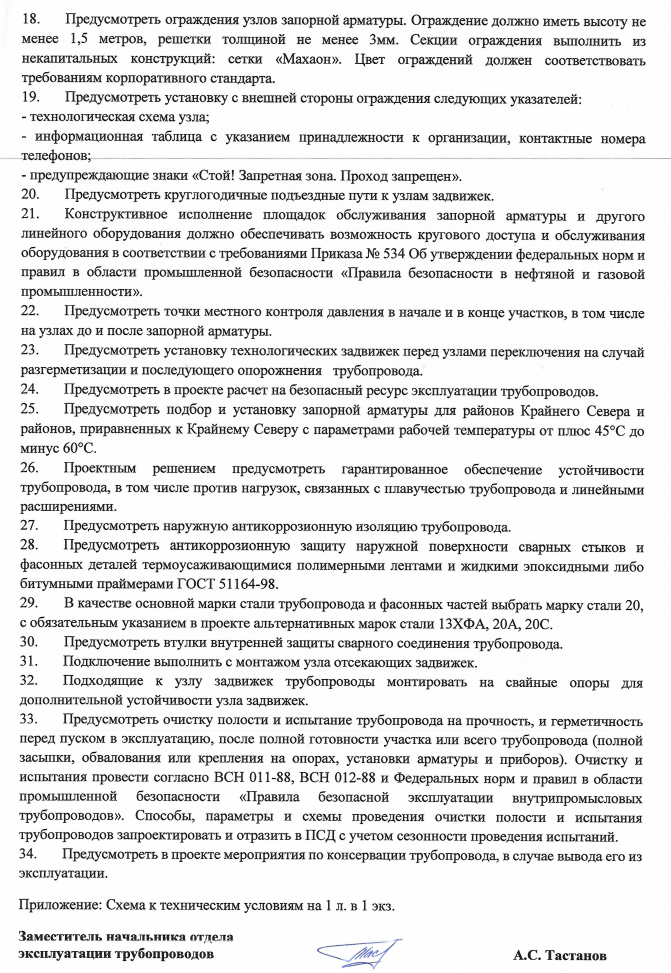 18. Предусмотреть ограждения узлов запорной арматуры. Ограждение должно иметь высоту не
менее 1,5 метров, решетки толщиной не менее 3мм. Секции ограждения выполнить из
некапитальных конструкций: сетки «Махаон». Цвет ограждений должен соответствовать
требованиям корпоративного стандарта.
19. Предусмотреть установку с внешней стороны ограждения следующих указателей:
- технологическая схема узла;
- информационная таблица с указанием принадлежности к организации, контактные номера
телефонов;
- предупреждающие знаки «Стой! Запретная зона. Проход запрещен».
20. Предусмотреть круглогодичные подъездные пути к узлам задвижек.
21. Конструктивное исполнение площадок обслуживания запорной арматуры и другого
линейного оборудования должно обеспечивать возможность кругового доступа и обслуживания
оборудования в соответствии с требованиями Приказа № 534 Об утверждении федеральных норм и
правил в области промышленной безопасности «Правила безопасности в нефтяной и газовой
промышленности».
22. Предусмотреть точки местного контроля давления в начале и в конце участков, в том числе
на узлах до и после запорной арматуры.
23. Предусмотреть установку технологических задвижек перед узлами переключения на случай
разгерметизации и последующего опорожнения трубопровода.
24. Предусмотреть в проекте расчет на безопасный ресурс эксплуатации трубопроводов.
25. Предусмотреть подбор и установку запорной арматуры для районов Крайнего Севера и
районов, приравненных к Крайнему Северу с параметрами рабочей температуры от плюс 45°С до
минус 60°С.
26. Проектным решением предусмотреть гарантированное обеспечение устойчивости
трубопровода, в том числе против нагрузок, связанных с плавучестью трубопровода и линейными
расширениями.
27. Предусмотреть наружную антикоррозионную изоляцию трубопровода.
28. Предусмотреть антикоррозионную защиту наружной поверхности сварных стыков и
фасонных деталей термоусаживающимися полимерными лентами и жидкими эпоксидными либо
битумными праймерами ГОСТ 51164-98.
29. В качестве основной марки стали трубопровода и фасонных частей выбрать марку стали 20,
с обязательным указанием в проекте альтернативных марок стали 13ХФА, 20А, 20С.
30. Предусмотреть втулки внутренней защиты сварного соединения трубопровода.
31. Подключение выполнить с монтажом узла отсекающих задвижек.
32. Подходящие к узлу задвижек трубопроводы монтировать на свайные опоры для
дополнительной устойчивости узла задвижек.
33. Предусмотреть очистку полости и испытание трубопровода на прочность, и герметичность
перед пуском в эксплуатацию, после полной готовности участка или всего трубопровода (полной
засыпки, обвалования или крепления на опорах, установки арматуры и приборов). Очистку и
испытания провести согласно ВСН 011-88, ВСН 012-88 и Федеральных норм и правил в области
промышленной безопасности «Правила безопасной эксплуатации внутрипромысловых
трубопроводов». Способы, параметры и схемы проведения очистки полости и испытания
трубопроводов запроектировать и отразить в ПСД с учетом сезонности проведения испытаний.
34. Предусмотреть в проекте мероприятия по консервации трубопровода, в случае вывода его из
эксплуатации.
Приложение: Схема к техническим условиям на 1 л. в 1 экз.
Заместитель начальника отдела
эксплуатации трубопроводов А.С. Тастанов